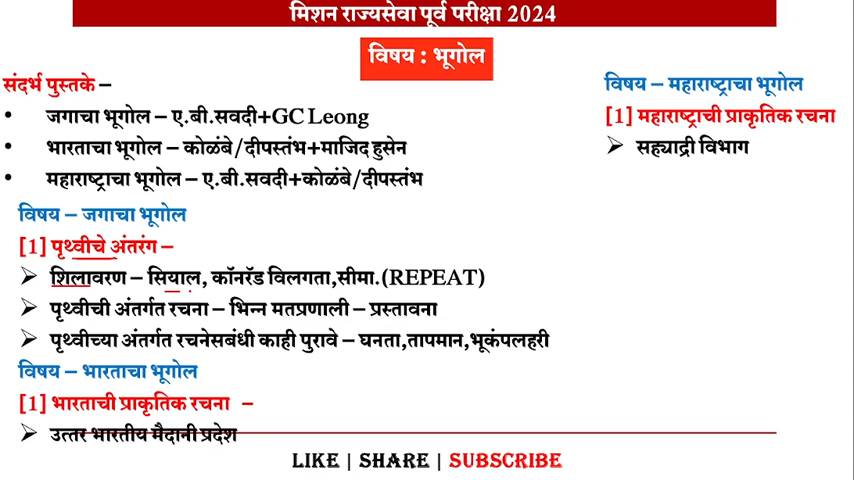 मिशन राज्यसेवा पूर्व परीक्षा 2024
विषय : भूगोल
संदर्भ पुस्तके –
• जगाचा भूगोल – ए.बी.सवदी+GC Leong
• भारताचा भूगोल – कोळंबे/दीपस्तंभ+माजिद हुसेन
• महाराष्ट्राचा भूगोल – ए.बी.सवदी+कोळंबे/दीपस्तंभ
विषय – जगाचा भूगोल
[1] पृथ्वीचे अंतरंग –
➢ शिलावरण – सियाल, कॉनरॅड विलगता,सीमा.(REPEAT)
➢ पृथ्वीची अंतर्गत रचना – भिन्न मतप्रणाली – प्रस्तावना
➢ पृथ्वीच्या अंतर्गत रचनेसबंधी काही पुरावे – घनता,तापमान,भूकंपलहरी
विषय – भारताचा भूगोल
[1] भारताची प्राकृतिक रचना –
➢ उत्तर भारतीय मैदानी प्रदेश
विषय – महाराष्ट्राचा भूगोल
[1] महाराष्ट्राची प्राकृतिक रचना
➢ सह्याद्री विभाग
LIKE | SHARE | SUBSCRIBE